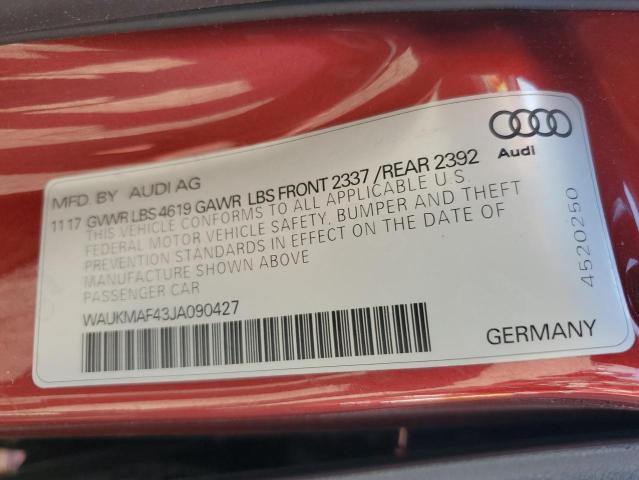 Audi
MFD. BY AUDI AG
11 17 GVWR LBS 4619 GAWR LBS FRONT 2337 /REAR 2392
THIS VEHICLE CONFORMS TO ALL APPLICABLE U.S.
FEDERAL MOTOR VEHICLE SAFETY, BUMPER AND THEFT
PREVENTION STANDARDS IN EFFECT ON THE DATE OF
MANUFACTURE SHOWN ABOVE
PASSENGER CAR
WAUKMAF43JA090427
GERMANY
4520250